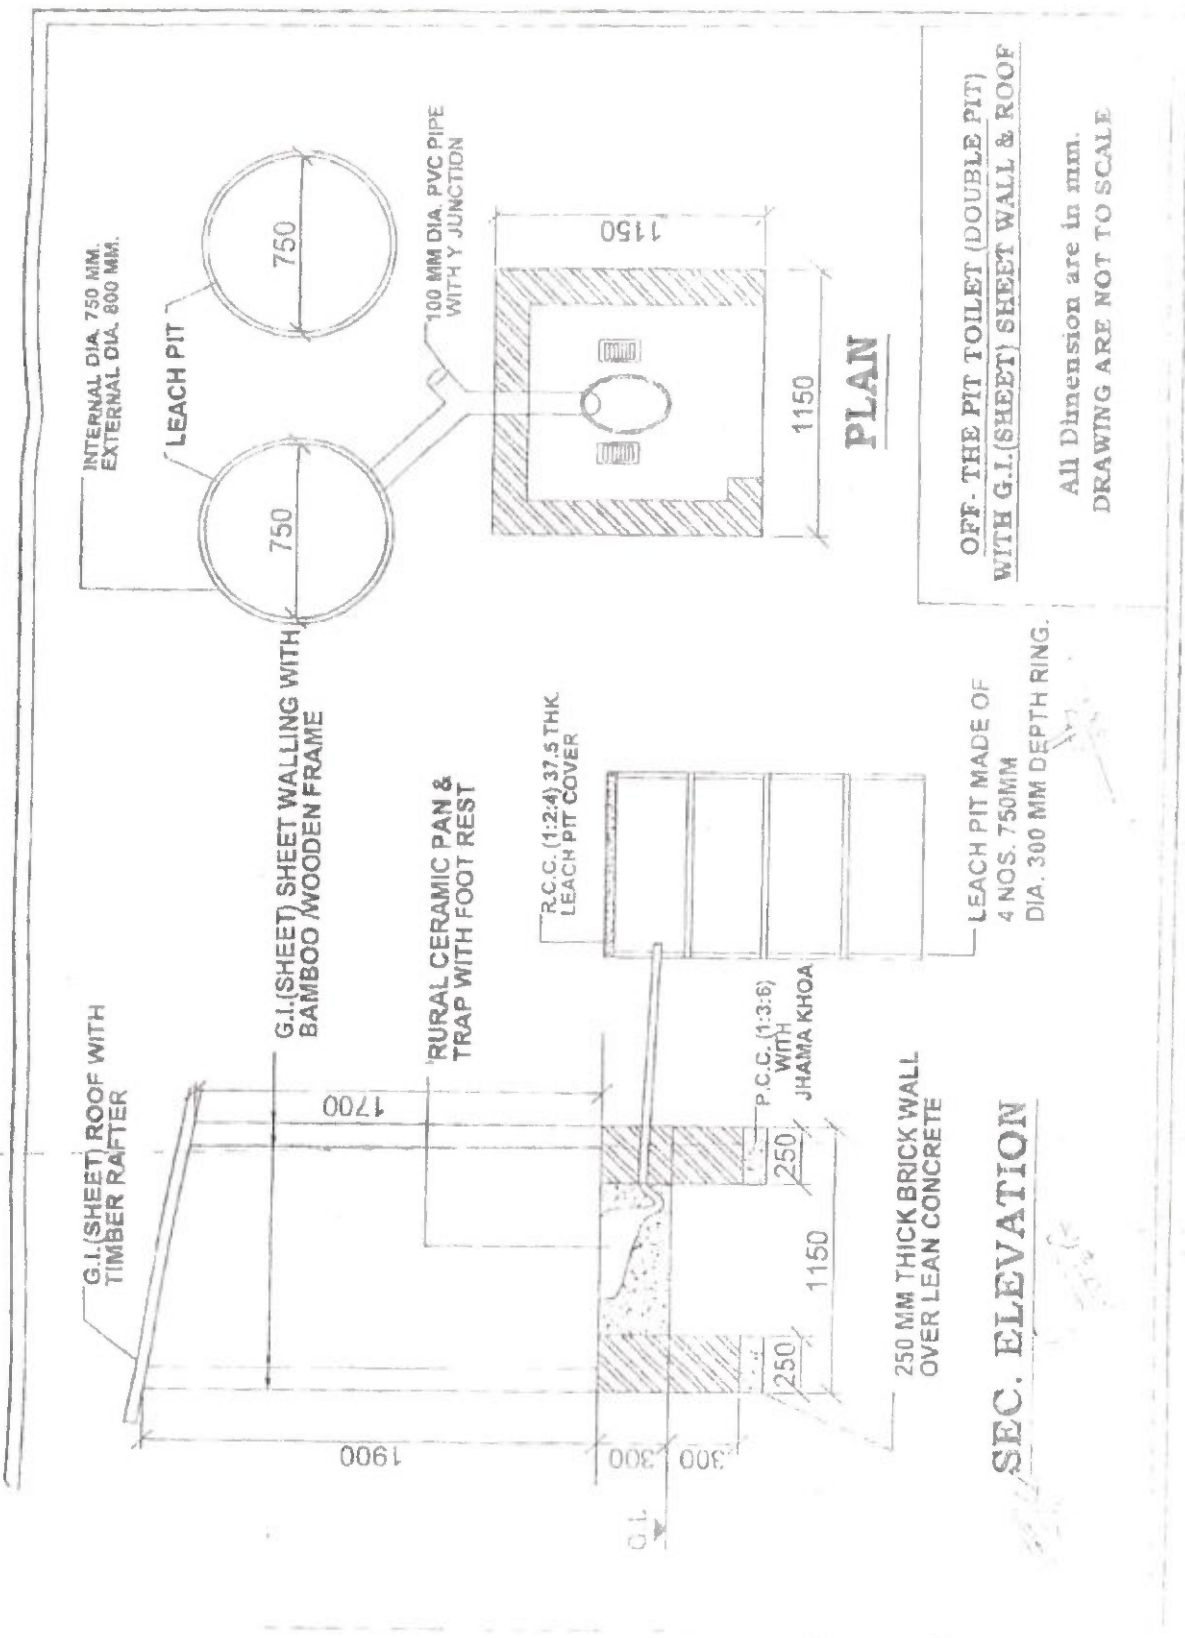 INTERNAL DIA. 750 MM.
EXTERNAL DIA. 800 MM.
LEACH PIT
750
750
100 MM DIA. PVC PIPE
WITH Y JUNCTION
1150
1150
PLAN
G.I.(SHEET) ROOF WITH
TIMBER RAFTER
G.I.(SHEET) SHEET WALLING WITH
BAMBOO /WOODEN FRAME
RURAL CERAMIC PAN &
TRAP WITH FOOT REST
1700
1900
300
300
R.C.C. (1:2:4) 37.5 THK.
LEACH PIT COVER
P.C.C. (1:3:6)
WITH
JHAMA KHOA
250
250
1150
250 MM THICK BRICK WALL
OVER LEAN CONCRETE
LEACH PIT MADE OF
4 NOS. 750MM
DIA. 300 MM DEPTH RING.
SEC. ELEVATION
OFF- THE PIT TOILET (DOUBLE PIT)
WITH G.I.(SHEET) SHEET WALL & ROOF
All Dimension are in mm.
DRAWING ARE NOT TO SCALE